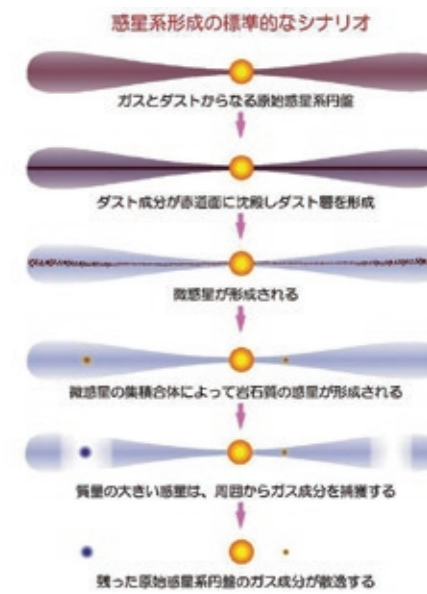 惑星系形成の標準的なシナリオ
ガスとダストからなる原始惑星系円盤
ダスト成分が赤道面に沈殿しダスト層を形成
微惑星が形成される
微惑星の集積合体によって岩石質の惑星が形成される
質量の大きい惑星は、周囲からガス成分を捕獲する
残った原始惑星系円盤のガス成分が散逸する